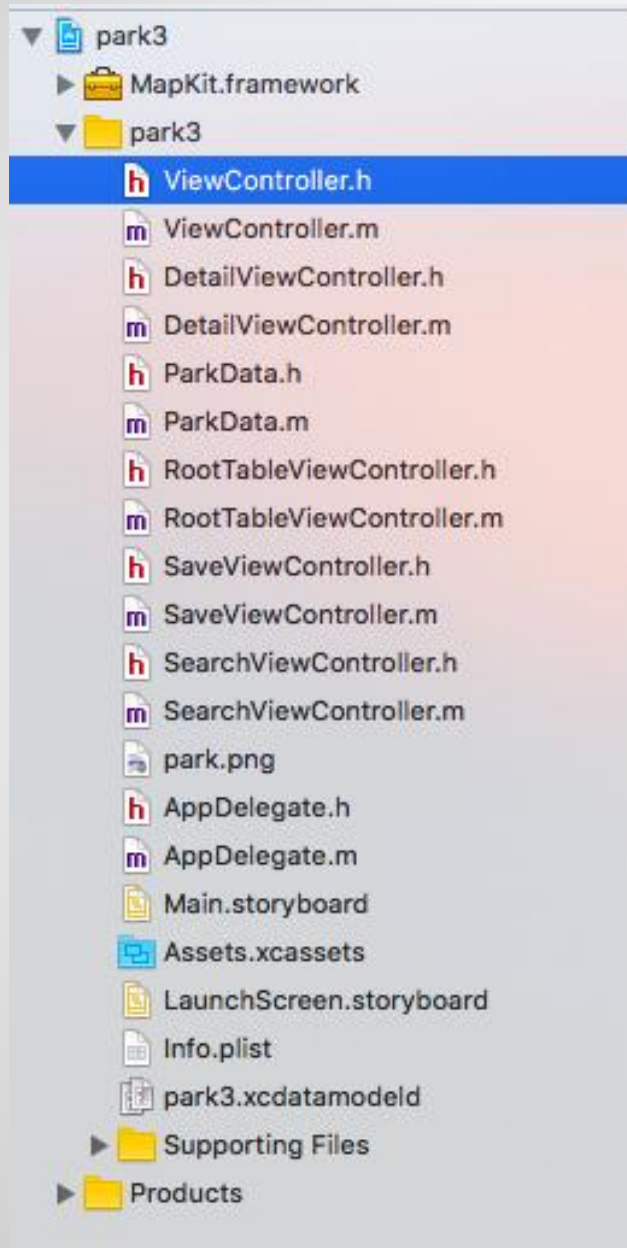 park3
MapKit.framework
park3
h ViewController.h
m ViewController.m
h DetailViewController.h
m DetailViewController.m
h ParkData.h
m ParkData.m
h RootTableViewController.h
m RootTableViewController.m
h SaveViewController.h
m SaveViewController.m
h SearchViewController.h
m SearchViewController.m
park.png
h AppDelegate.h
m AppDelegate.m
Main.storyboard
Assets.xcassets
LaunchScreen.storyboard
Info.plist
park3.xcdatamodeld
Supporting Files
Products